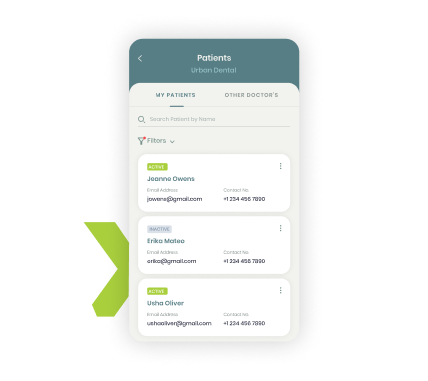 Patients
Urban Dental
MY PATIENTS OTHER DOCTOR'S
Search Patient by Name
Filters
ACTIVE
Jeanne Owens
Email Address Contact No.
jowens@gmail.com +1 234 456 7890
INACTIVE
Erika Mateo
Email Address Contact No.
erika@gmail.com +1 234 456 7890
ACTIVE
Usha Oliver
Email Address Contact No.
ushaoliver@gmail.com +1 234 456 7890